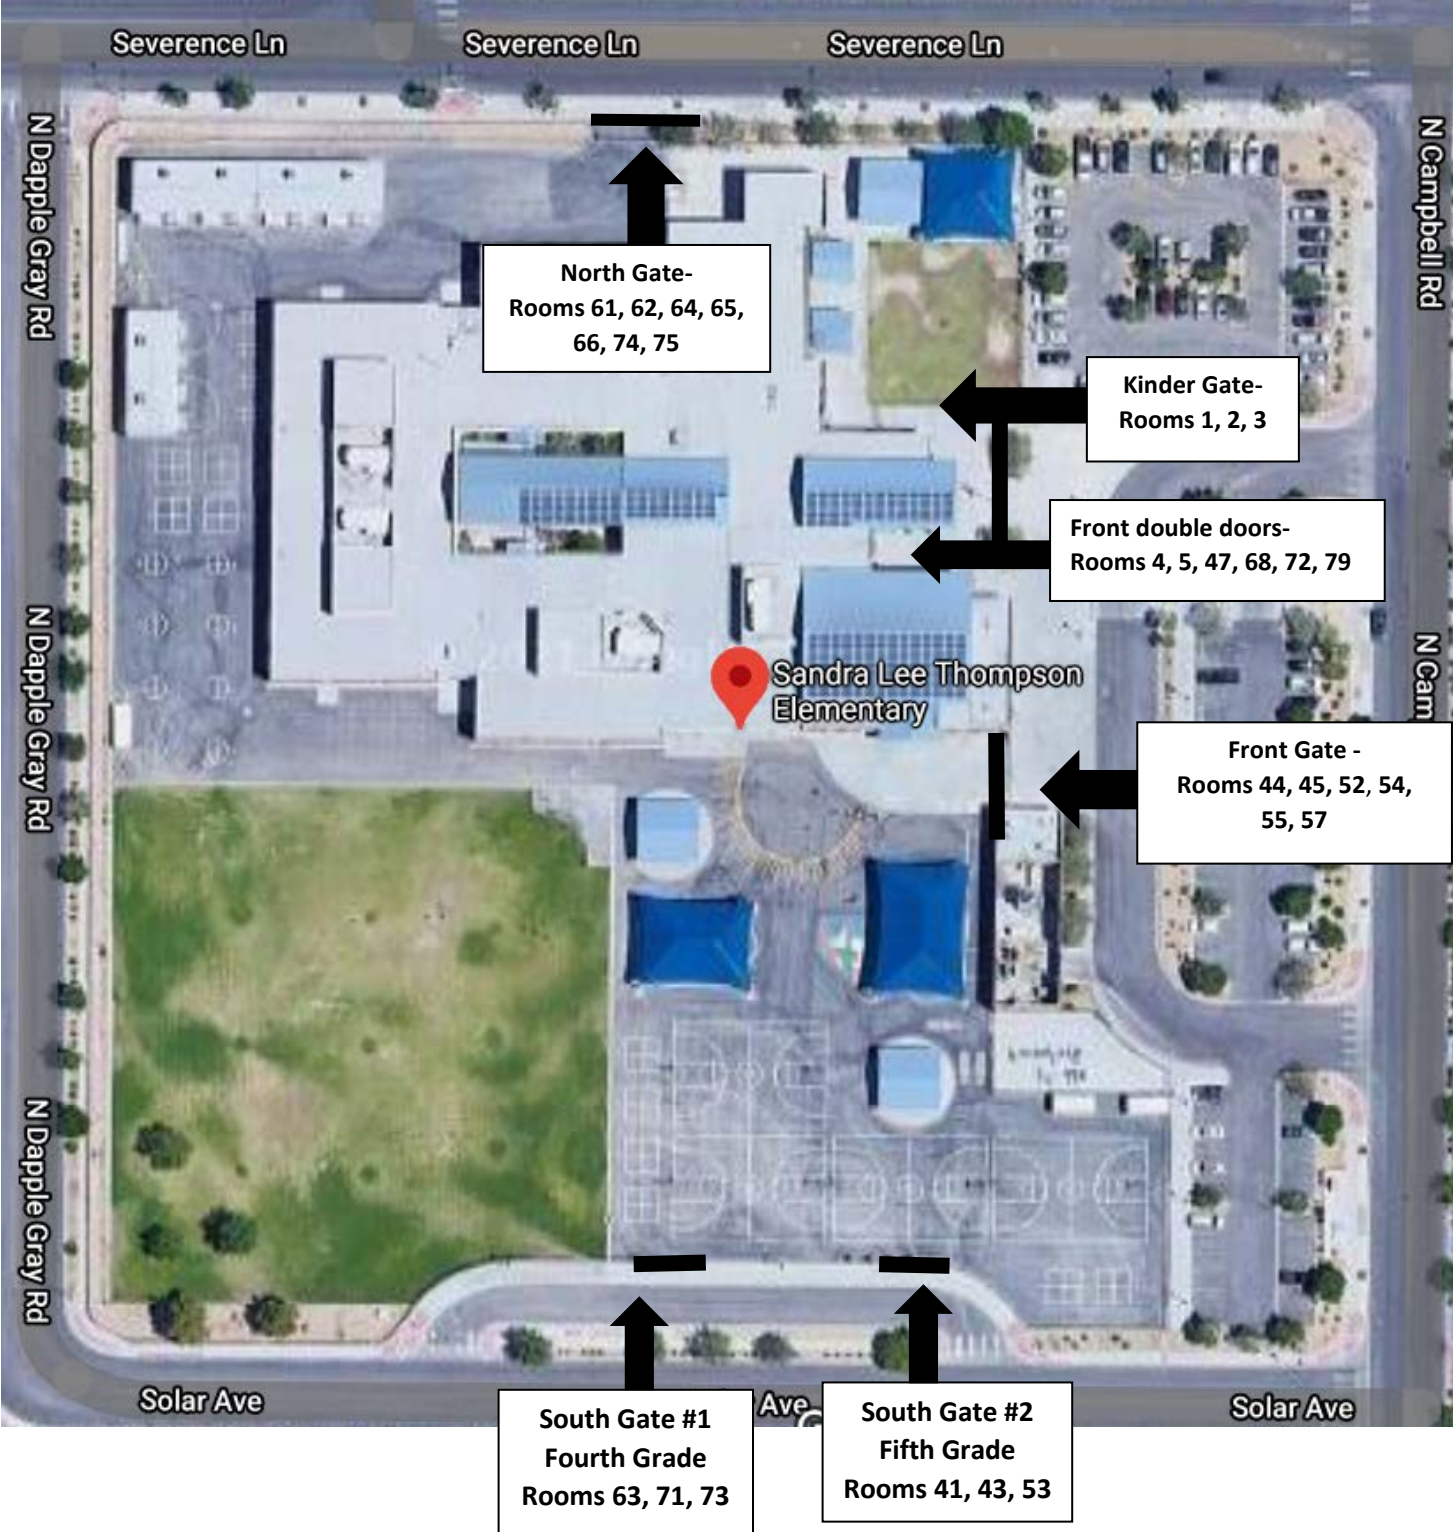 Severence Ln
Severence Ln
Severence Ln
N Dapple Gray Rd
N Campbell Rd
North Gate-
Rooms 61, 62, 64, 65,
66, 74, 75
Kinder Gate-
Rooms 1, 2, 3
Front double doors-
Rooms 4, 5, 47, 68, 72, 79
N Dapple Gray Rd
N Cam
Sandra Lee Thompson
Elementary
Front Gate -
Rooms 44, 45, 52, 54,
55, 57
N Dapple Gray Rd
Solar Ave
Ave
Solar Ave
South Gate #1
Fourth Grade
Rooms 63, 71, 73
South Gate #2
Fifth Grade
Rooms 41, 43, 53